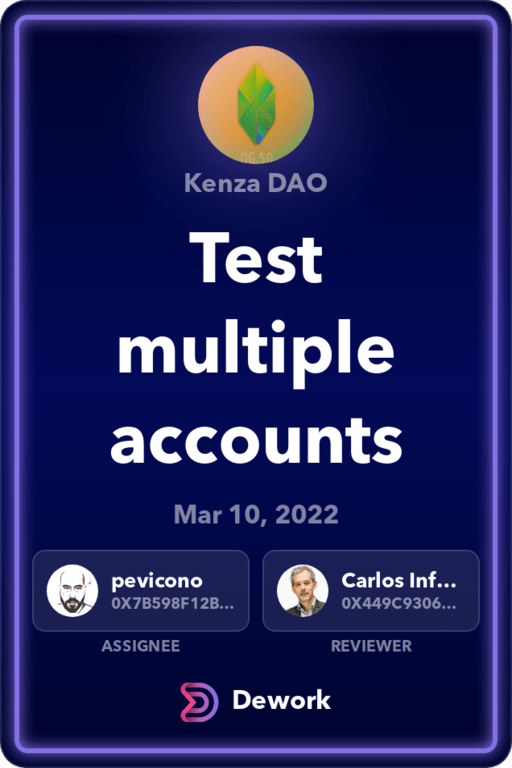 Kenza DAO
Test
multiple
accounts
Mar 10, 2022
pevicono
0X7B598F12B...
ASSIGNEE
Carlos Inf...
0X449C9306...
REVIEWER
Dework